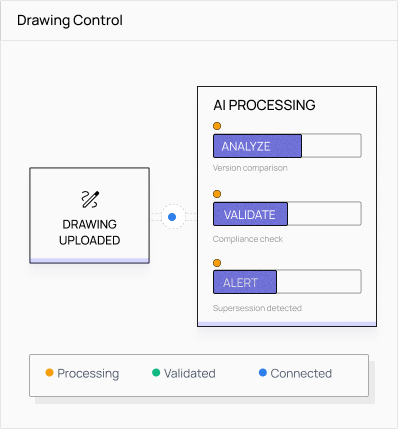 Drawing Control
AI PROCESSING
ANALYZE
Version comparison
DRAWING
UPLOADED
VALIDATE
Compliance check
ALERT
Supersession detected
Processing
Validated
Connected